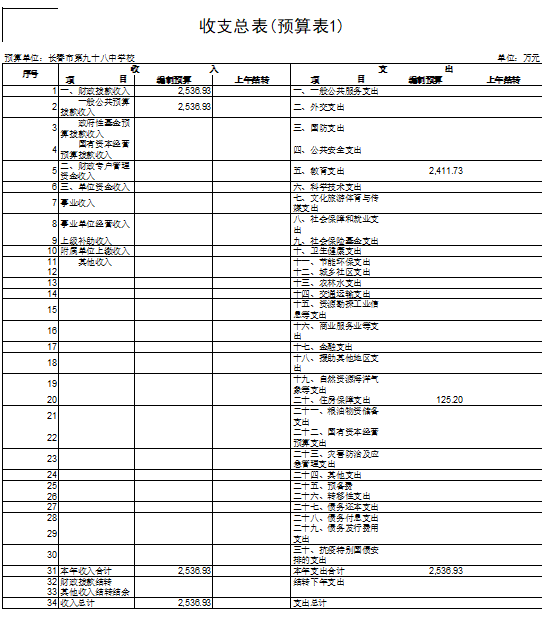 收支总表(预算表1)
预算单位：长春市第九十八中学校 单位：万元
序号 收 入 支 出
项 目 编制预算 上年结转 项 目 编制预算 上年结转
1 一、财政拨款收入 2,536.93 一、一般公共服务支出
2 一般公共预算拨款收入 2,536.93 二、外交支出
3 政府性基金预算拨款收入 三、国防支出
4 国有资本经营预算拨款收入 四、公共安全支出
5 二、财政专户管理资金收入 五、教育支出 2,411.73
6 三、单位资金收入 六、科学技术支出
7 事业收入 七、文化旅游体育与传媒支出
8 事业单位经营收入 八、社会保障和就业支出
9 上级补助收入 九、社会保险基金支出
10 附属单位上缴收入 十、卫生健康支出
11 其他收入 十一、节能环保支出
12 十二、城乡社区支出
13 十三、农林水支出
14 十四、交通运输支出
15 十五、资源勘探工业信息等支出
16 十六、商业服务业等支出
17 十七、金融支出
18 十八、援助其他地区支出
19 十九、自然资源海洋气象等支出
20 二十、住房保障支出 125.20
21 二十一、粮油物资储备支出
22 二十二、国有资本经营预算支出
23 二十三、灾害防治及应急管理支出
24 二十四、其他支出
25 二十五、预备费
26 二十六、转移性支出
27 二十七、债务还本支出
28 二十八、债务付息支出
29 二十九、债务发行费用支出
30 三十、抗疫特别国债安排的支出
31 本年收入合计 2,536.93 本年支出合计 2,536.93
32 财政拨款结转 结转下年支出
33 其他收入结转结余
34 收入总计 2,536.93 支出总计